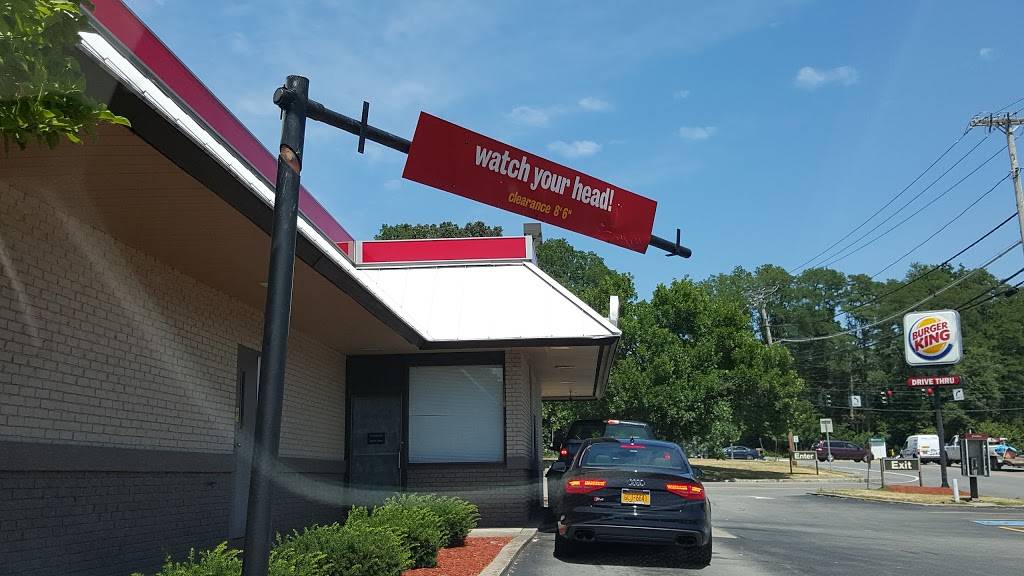 watch your head!
clearance 8'6"
BURGER
KING
DRIVE THRU
Enter
Exit